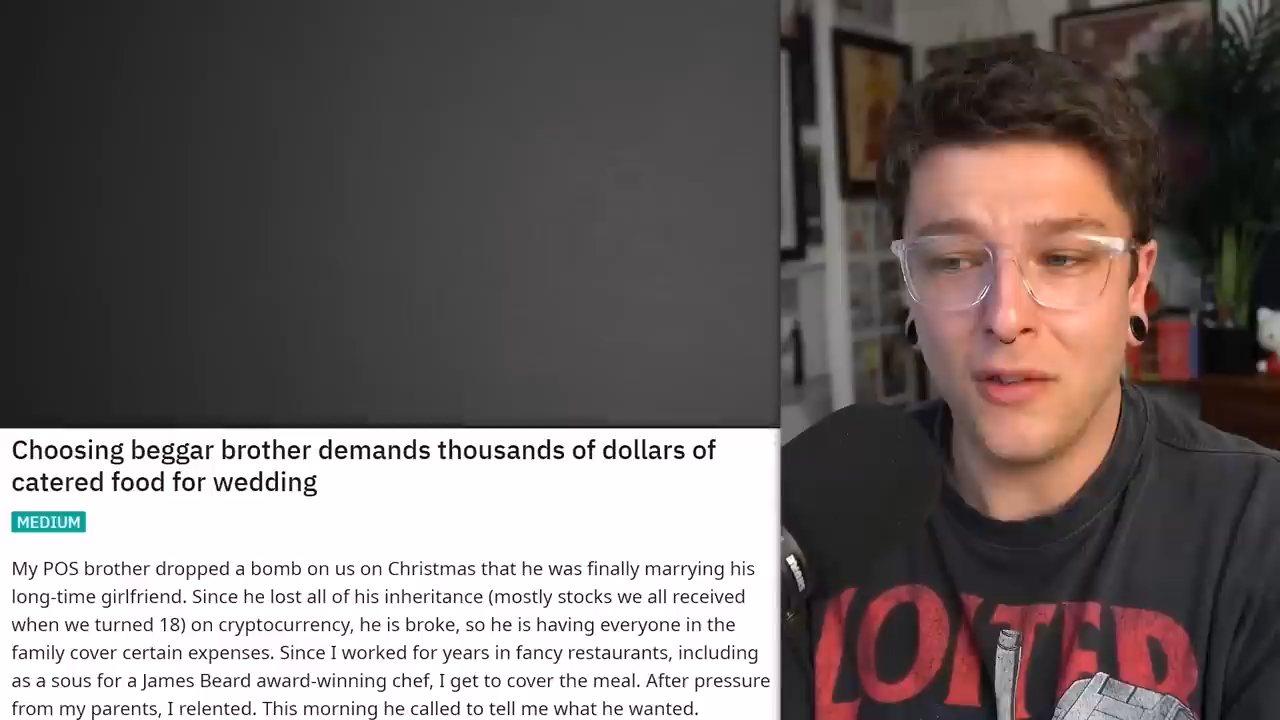 Choosing beggar brother demands thousands of dollars of
catered food for wedding
MEDIUM
My POS brother dropped a bomb on us on Christmas that he was finally marrying his
long-time girlfriend. Since he lost all of his inheritance (mostly stocks we all received
when we turned 18) on cryptocurrency, he is broke, so he is having everyone in the
family cover certain expenses. Since I worked for years in fancy restaurants, including
as a sous for a James Beard award-winning chef, I get to cover the meal. After pressure
from my parents, I relented. This morning he called to tell me what he wanted.
LOITER